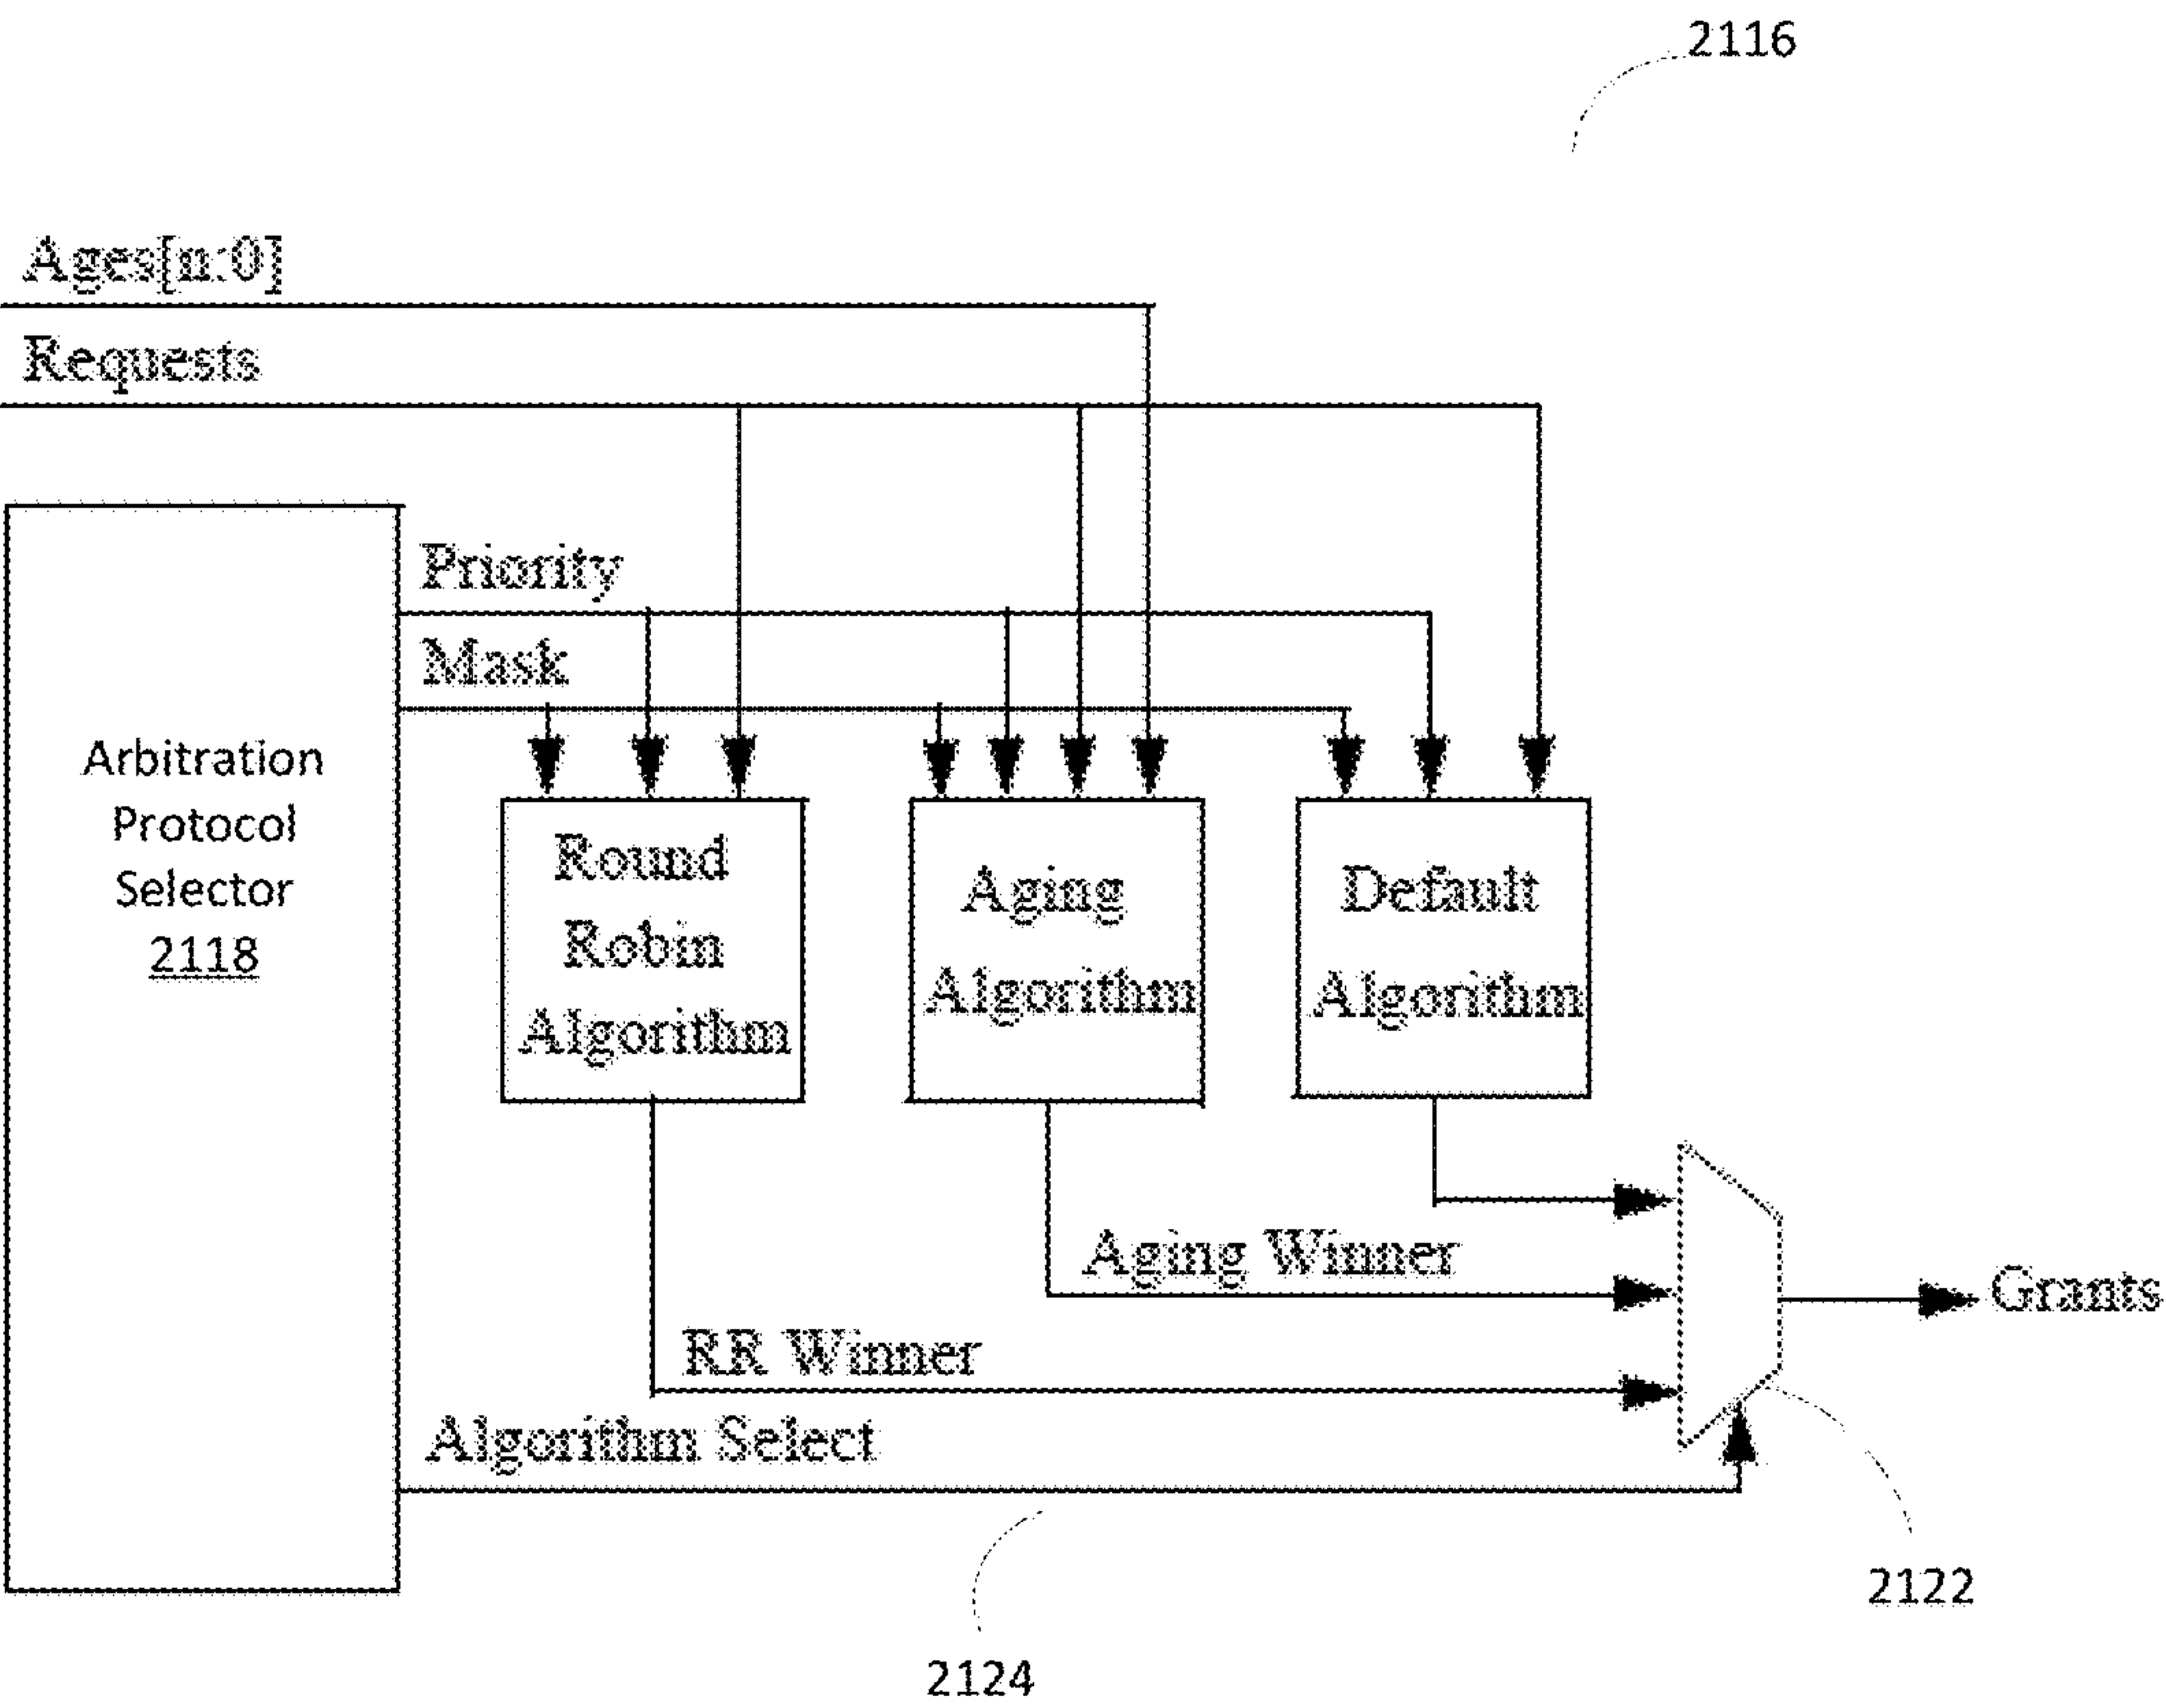 2116
Ages[n:0]
Requests
Priority
Mask
Arbitration
Protocol
Selector
2118
Round
Robin
Algorithm
Aging
Algorithm
Default
Algorithm
Aging Winner
Grants
RR Winner
Algorithm Select
2122
2124